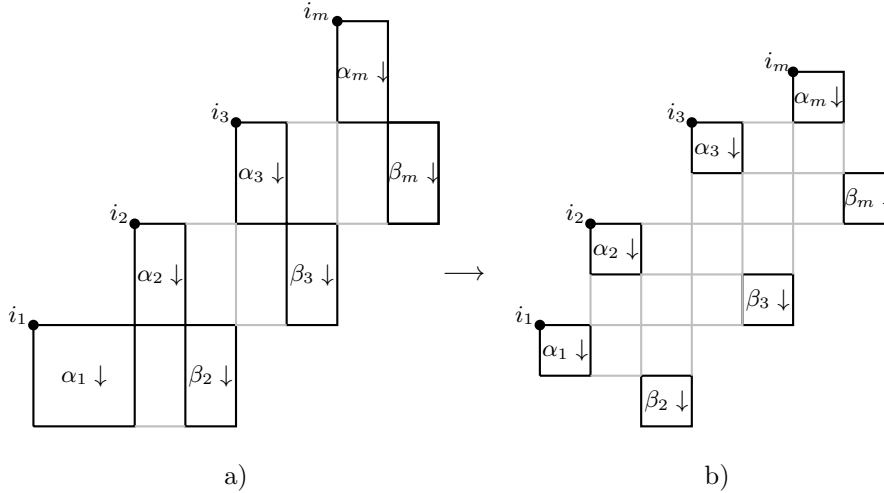 i_m
α_m ↓
i_3
α_3 ↓
β_m ↓
i_2
α_2 ↓
β_3 ↓
i_1
α_1 ↓
β_2 ↓
a)
⟶
i_m
α_m ↓
i_3
α_3 ↓
β_m ↓
i_2
α_2 ↓
β_3 ↓
i_1
α_1 ↓
β_2 ↓
b)